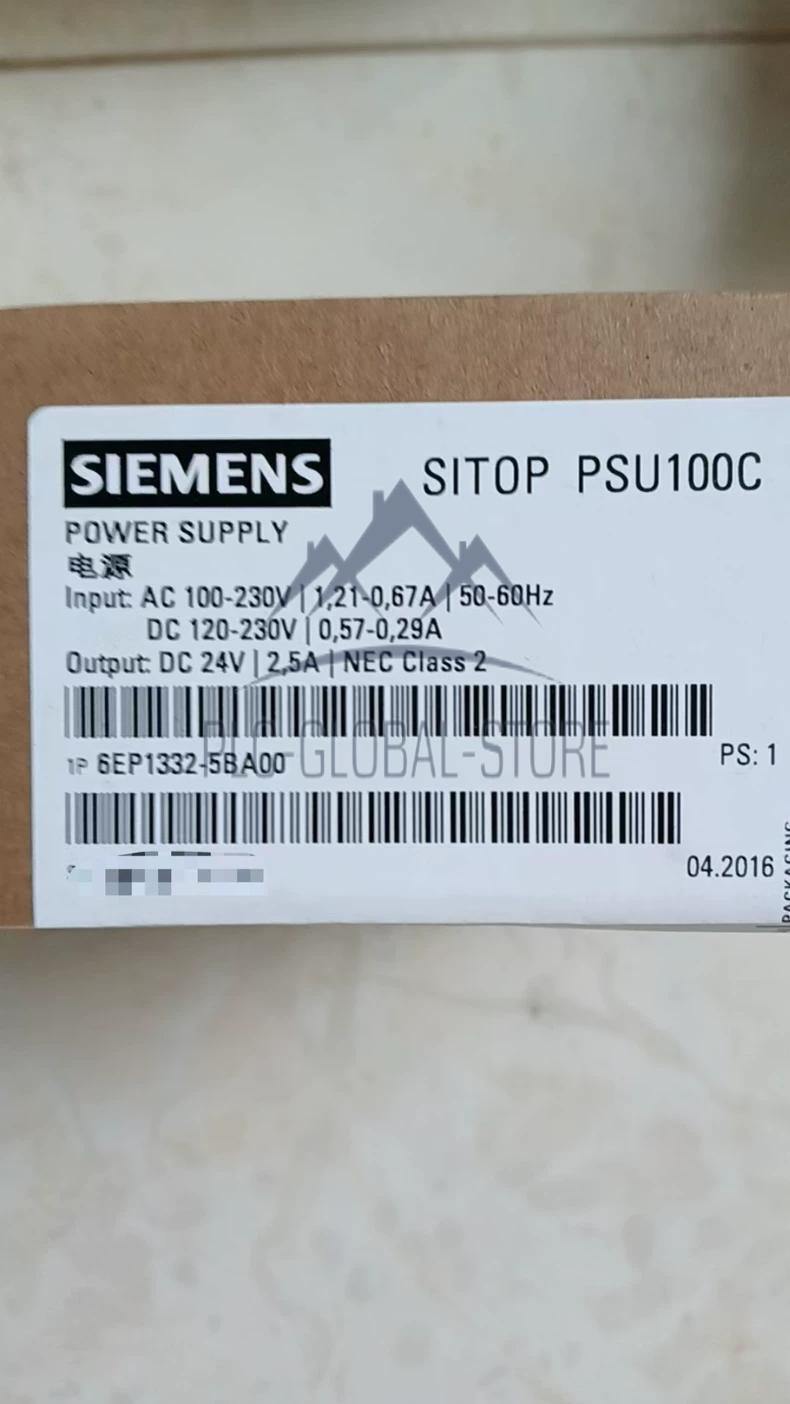 SIEMENS SITOP PSU100C
POWER SUPPLY
电源
Input: AC 100-230V | 1,21-0,67A | 50-60Hz
DC 120-230V | 0,57-0,29A
Output: DC 24V | 2,5A | NEC Class 2
PLC-GLOBAL-STORE
1P 6EP1332-5BA00
PS: 1
04.2016
PACKAGING